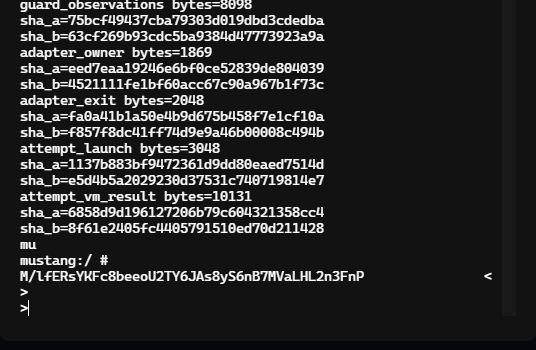 guard_observations bytes=8098
sha_a=75bcf49437cba79303d019dbd3cdedba
sha_b=63cf269b93cdc5ba9384d47773923a9a
adapter_owner bytes=1869
sha_a=eed7eaa19246e6bf0ce52839de804039
sha_b=4521111fe1bf60acc67c90a967b1f73c
adapter_exit bytes=2048
sha_a=fa0a41b1a50e4b9d675b458f7e1cf10a
sha_b=f857f8dc41ff74d9e9a46b00008c494b
attempt_launch bytes=3048
sha_a=1137b883bf9472361d9dd80eaed7514d
sha_b=e5d4b5a2029230d37531c740719814e7
attempt_vm_result bytes=10131
sha_a=6858d9d196127206b79c604321358cc4
sha_b=8f61e2405fc4405791510ed70d211428
mu
mustang:/ #
M/lfERsYKFc8beeoU2TY6JAs8yS6nB7MVaLHL2n3FnP <
>
>